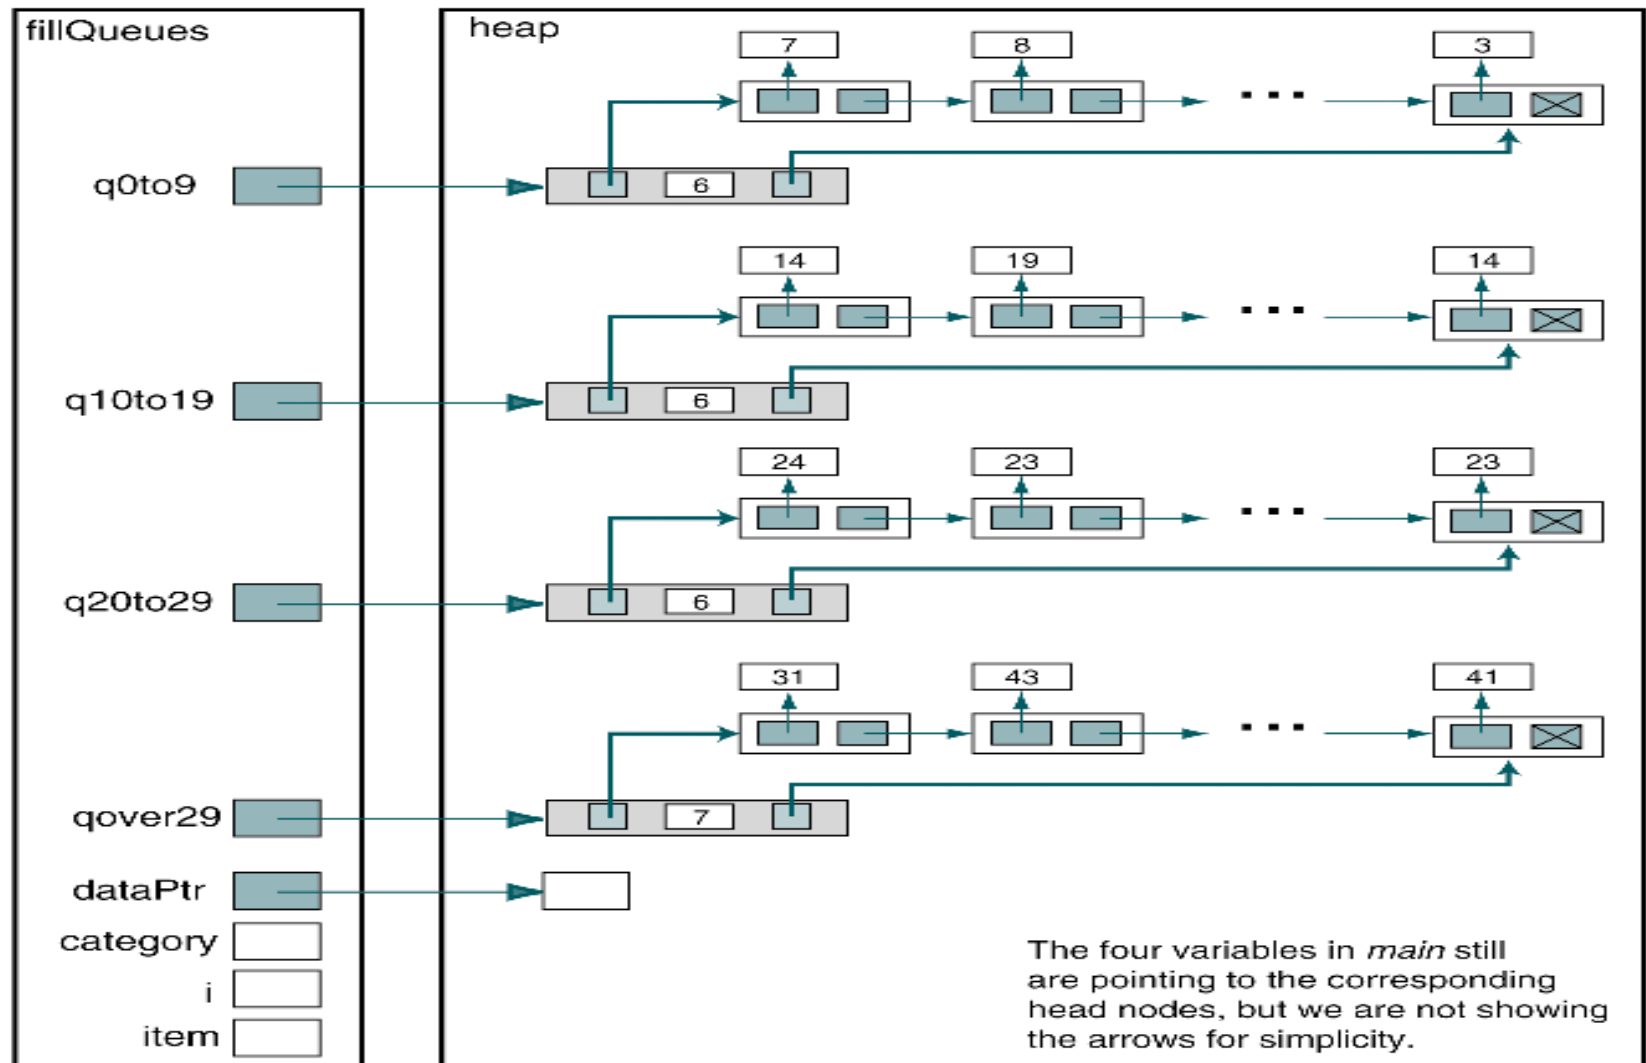 fillQueues
heap
7 8 ... 3
q0to9
6
14 19 ... 14
q10to19
6
24 23 ... 23
q20to29
6
31 43 ... 41
qover29
7
dataPtr
category
i
item
The four variables in main still
are pointing to the corresponding
head nodes, but we are not showing
the arrows for simplicity.